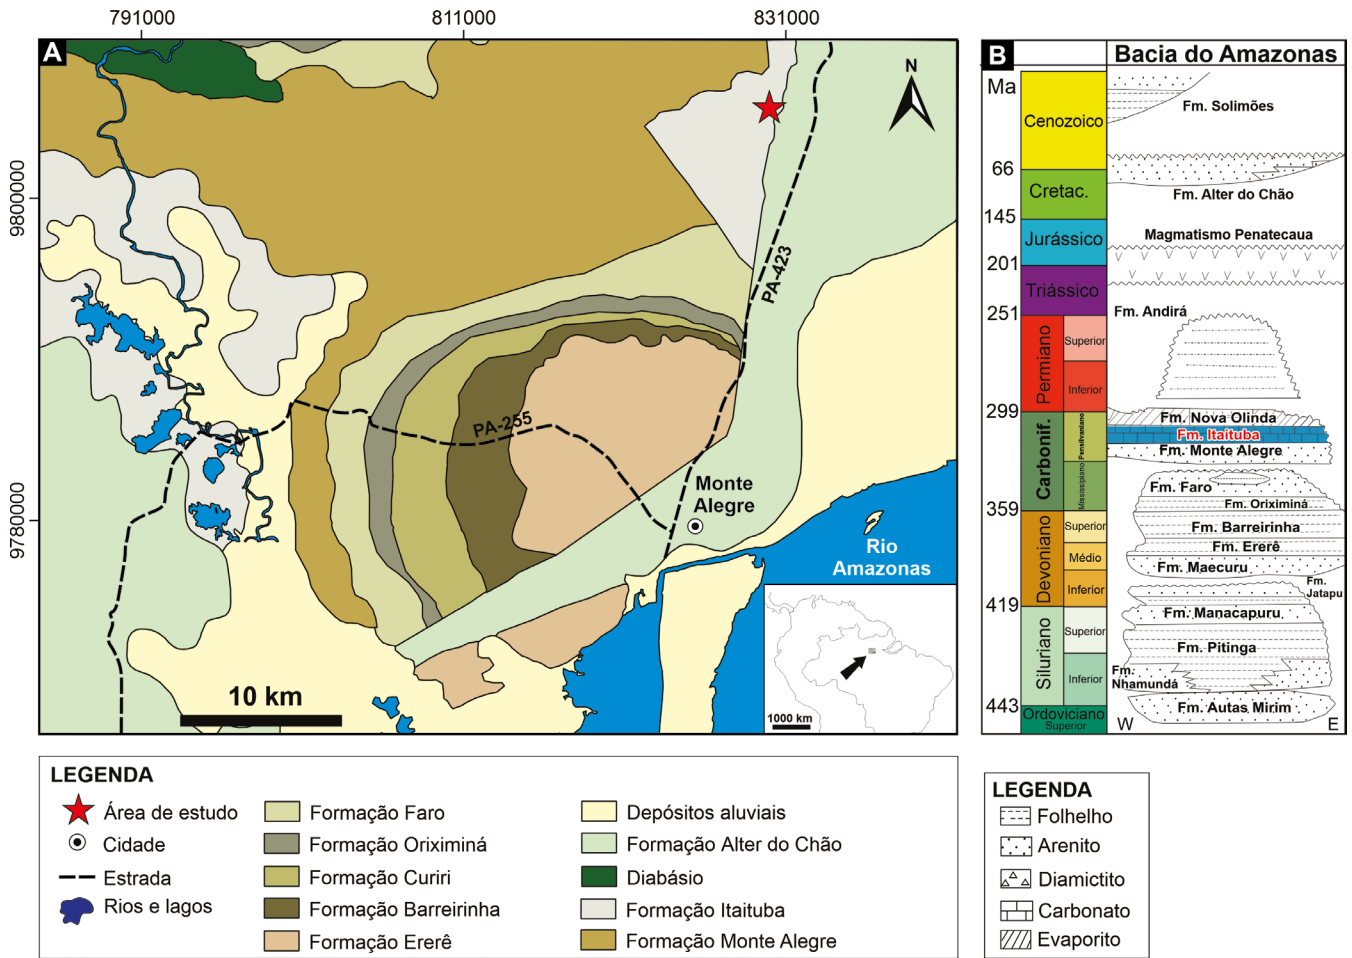 791000
811000
831000
A
N
9800000
9780000
PA-423
PA-255
Monte
Alegre
Rio
Amazonas
10 km
1000 km
B
Bacia do Amazonas
Ma
Cenozoico
Fm. Solimões
66
Cretac.
Fm. Alter do Chão
145
Jurássico
Magmatismo Penatecaua
201
Triássico
251
Fm. Andirá
Permiano
Superior
Inferior
299
Carbonif.
Pensilvaniano
Mississipiano
Fm. Nova Olinda
Fm. Itaituba
Fm. Monte Alegre
Fm. Faro
Fm. Oriximiná
359
Devoniano
Superior
Médio
Inferior
Fm. Barreirinha
Fm. Ererê
Fm. Maecuru
Fm.
Jatapu
419
Siluriano
Superior
Inferior
Fm. Manacapuru
Fm. Pitinga
Fm.
Nhamundá
443
Ordoviciano
Superior
Fm. Autas Mirim
W
E
LEGENDA
Área de estudo
Cidade
Estrada
Rios e lagos
Formação Faro
Formação Oriximiná
Formação Curiri
Formação Barreirinha
Formação Ererê
Depósitos aluviais
Formação Alter do Chão
Diabásio
Formação Itaituba
Formação Monte Alegre
LEGENDA
Folhelho
Arenito
Diamictito
Carbonato
Evaporito